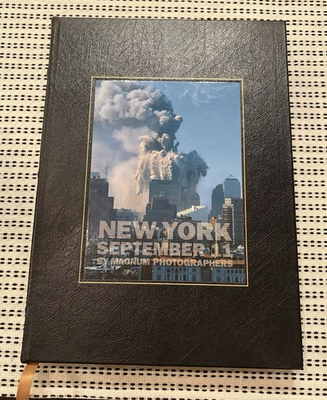 NEW YORK
SEPTEMBER 11
BY MAGNUM PHOTOGRAPHERS